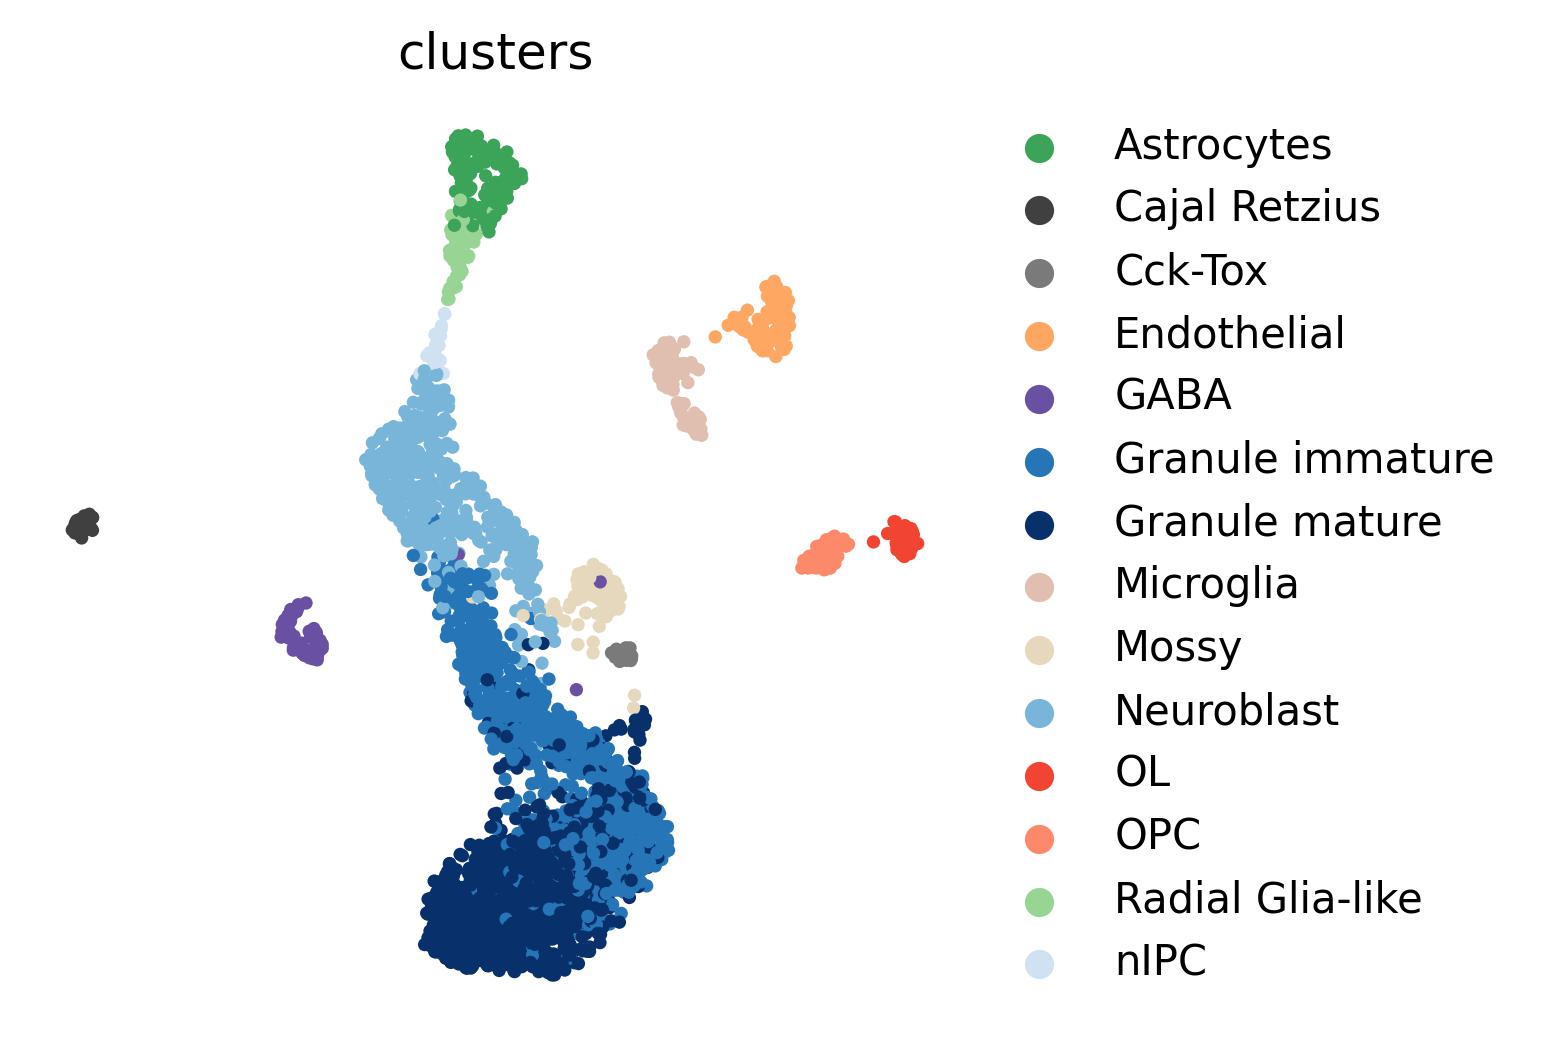 clusters
Astrocytes
Cajal Retzius
Cck-Tox
Endothelial
GABA
Granule immature
Granule mature
Microglia
Mossy
Neuroblast
OL
OPC
Radial Glia-like
nIPC